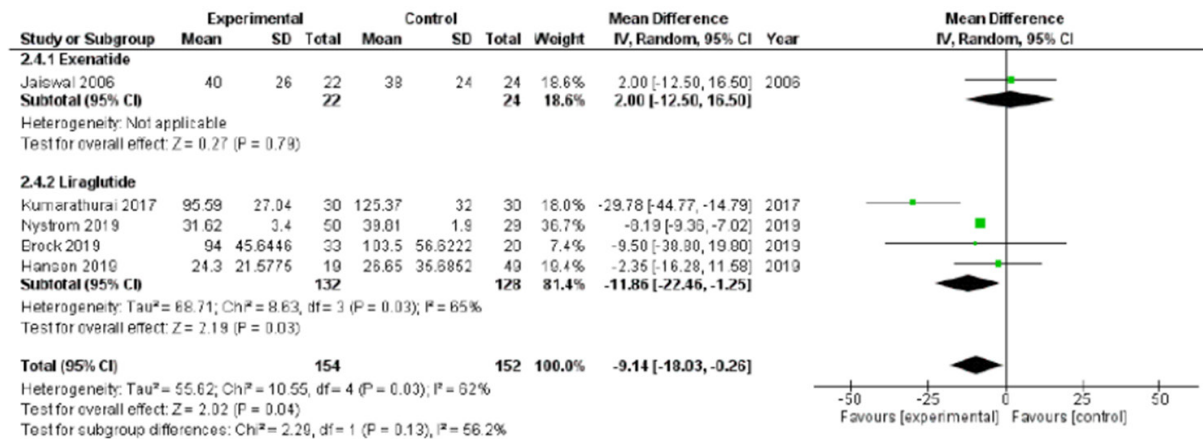 Experimental Control Mean Difference Mean Difference
Study or Subgroup Mean SD Total Mean SD Total Weight IV, Random, 95% CI Year IV, Random, 95% CI
2.4.1 Exenatide
Jaiswal 2006 40 26 22 38 24 24 18.6% 2.00 [-12.50, 16.50] 2006
Subtotal (95% CI) 22 24 18.6% 2.00 [-12.50, 16.50]
Heterogeneity: Not applicable
Test for overall effect: Z = 0.27 (P = 0.79)
2.4.2 Liraglutide
Kumarathurai 2017 95.59 27.04 30 125.37 32 30 18.0% -29.78 [-44.77, -14.79] 2017
Nystrom 2019 31.62 3.4 50 39.81 1.9 29 36.7% -8.19 [-9.36, -7.02] 2019
Brock 2019 94 45.6446 33 103.5 56.6222 20 7.4% -9.50 [-38.80, 19.80] 2019
Hansen 2019 24.3 21.5775 19 26.65 35.6852 49 19.4% -2.35 [-16.28, 11.58] 2019
Subtotal (95% CI) 132 128 81.4% -11.86 [-22.46, -1.25]
Heterogeneity: Tau² = 68.71; Chi² = 8.63, df = 3 (P = 0.03); I² = 65%
Test for overall effect: Z = 2.19 (P = 0.03)
Total (95% CI) 154 152 100.0% -9.14 [-18.03, -0.26]
Heterogeneity: Tau² = 55.62; Chi² = 10.55, df = 4 (P = 0.03); I² = 62%
Test for overall effect: Z = 2.02 (P = 0.04)
Test for subgroup differences: Chi² = 2.29, df = 1 (P = 0.13), I² = 56.2%
-50 -25 0 25 50
Favours [experimental] Favours [control]